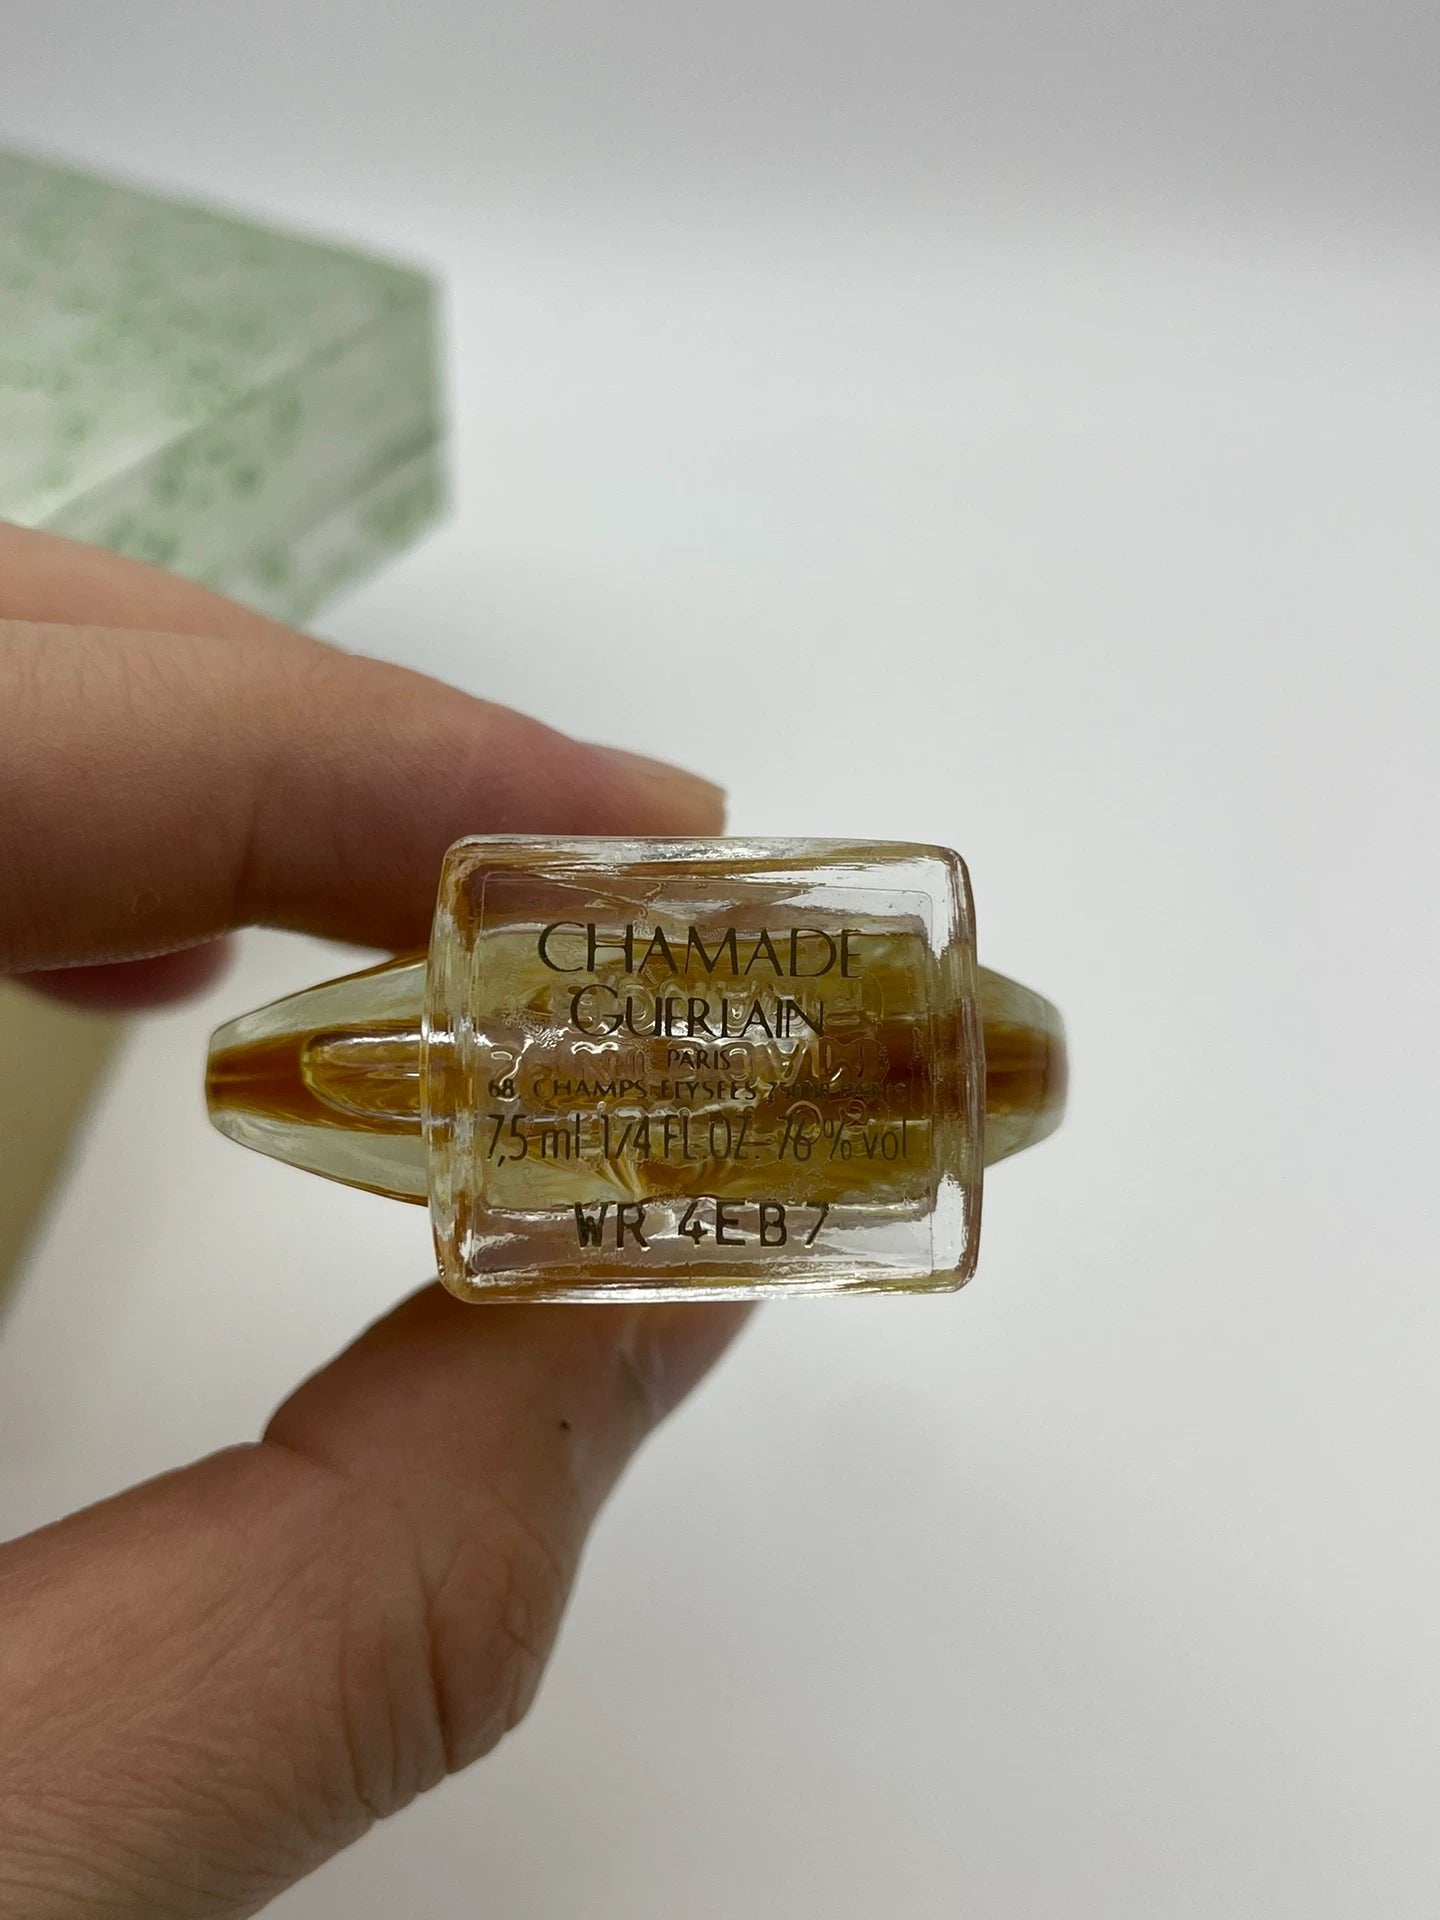 CHAMADE
GUERLAIN
PARIS
68, CHAMPS-ELYSEES 75008 PARIS
7,5 ml 1/4 FL.OZ. 76% vol
WR 4EB7